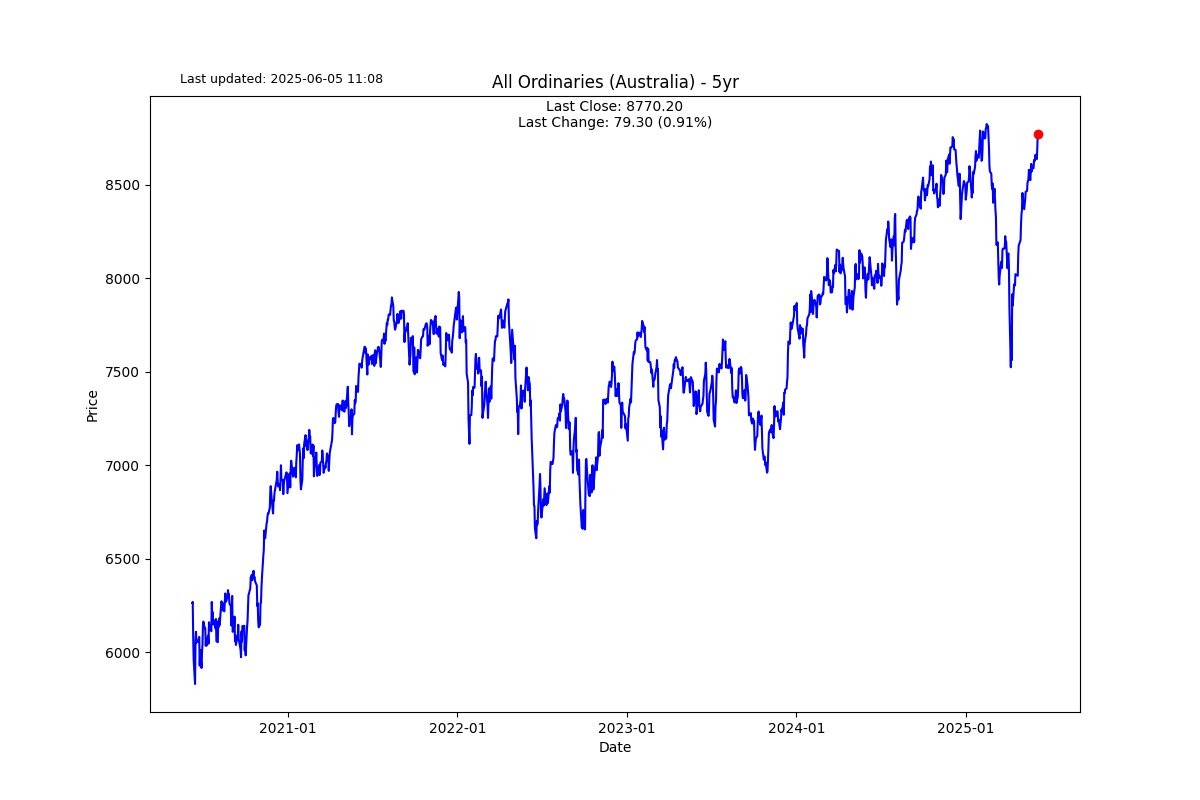 Last updated: 2025-06-05 11:08
All Ordinaries (Australia) - 5yr
Last Close: 8770.20
Last Change: 79.30 (0.91%)
8500
8000
7500
7000
6500
6000
Price
2021-01
2022-01
2023-01
2024-01
2025-01
Date